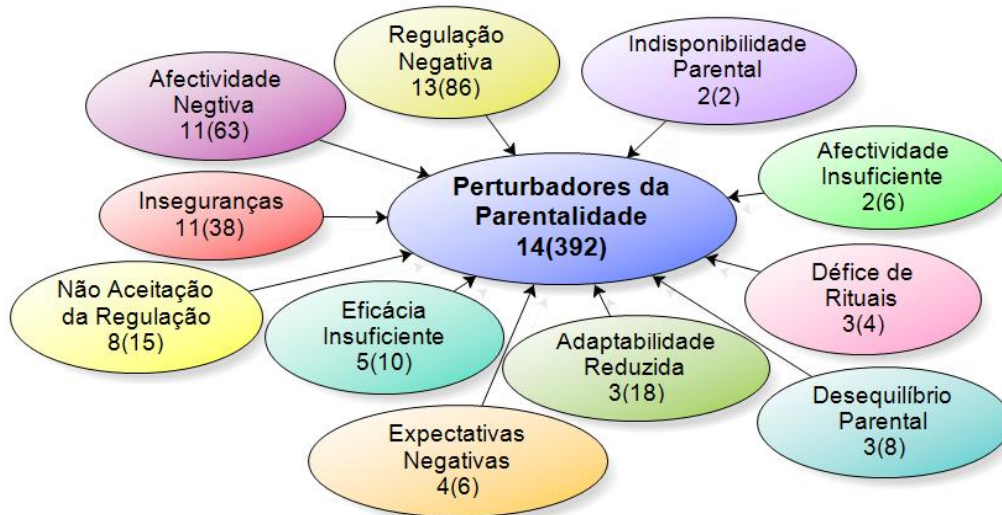 Regulação
Negativa
13(86)
Indisponibilidade
Parental
2(2)
Afectividade
Negtiva
11(63)
Afectividade
Insuficiente
2(6)
Perturbadores da
Parentalidade
14(392)
Inseguranças
11(38)
Défice de
Rituais
3(4)
Não Aceitação
da Regulação
8(15)
Eficácia
Insuficiente
5(10)
Adaptabilidade
Reduzida
3(18)
Desequilíbrio
Parental
3(8)
Expectativas
Negativas
4(6)